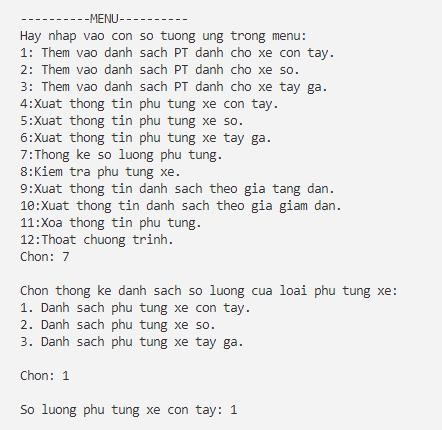 ----------MENU----------
Hay nhap vao con so tuong ung trong menu:
1: Them vao danh sach PT danh cho xe con tay.
2: Them vao danh sach PT danh cho xe so.
3: Them vao danh sach PT danh cho xe tay ga.
4:Xuat thong tin phu tung xe con tay.
5:Xuat thong tin phu tung xe so.
6:Xuat thong tin phu tung xe tay ga.
7:Thong ke so luong phu tung.
8:Kiem tra phu tung xe.
9:Xuat thong tin danh sach theo gia tang dan.
10:Xuat thong tin danh sach theo gia giam dan.
11:Xoa thong tin phu tung.
12:Thoat chuong trinh.
Chon: 7
Chon thong ke danh sach so luong cua loai phu tung xe:
1. Danh sach phu tung xe con tay.
2. Danh sach phu tung xe so.
3. Danh sach phu tung xe tay ga.
Chon: 1
So luong phu tung xe con tay: 1